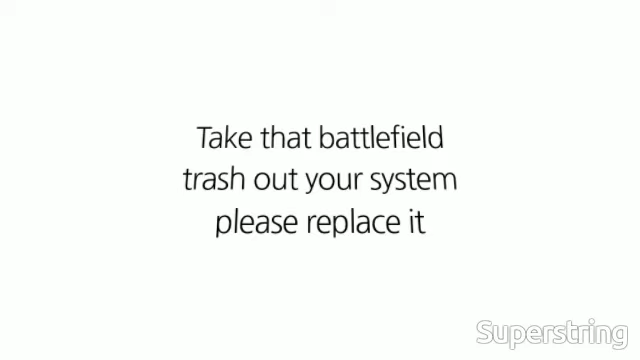 Take that battlefield
trash out your system
please replace it
Superstring